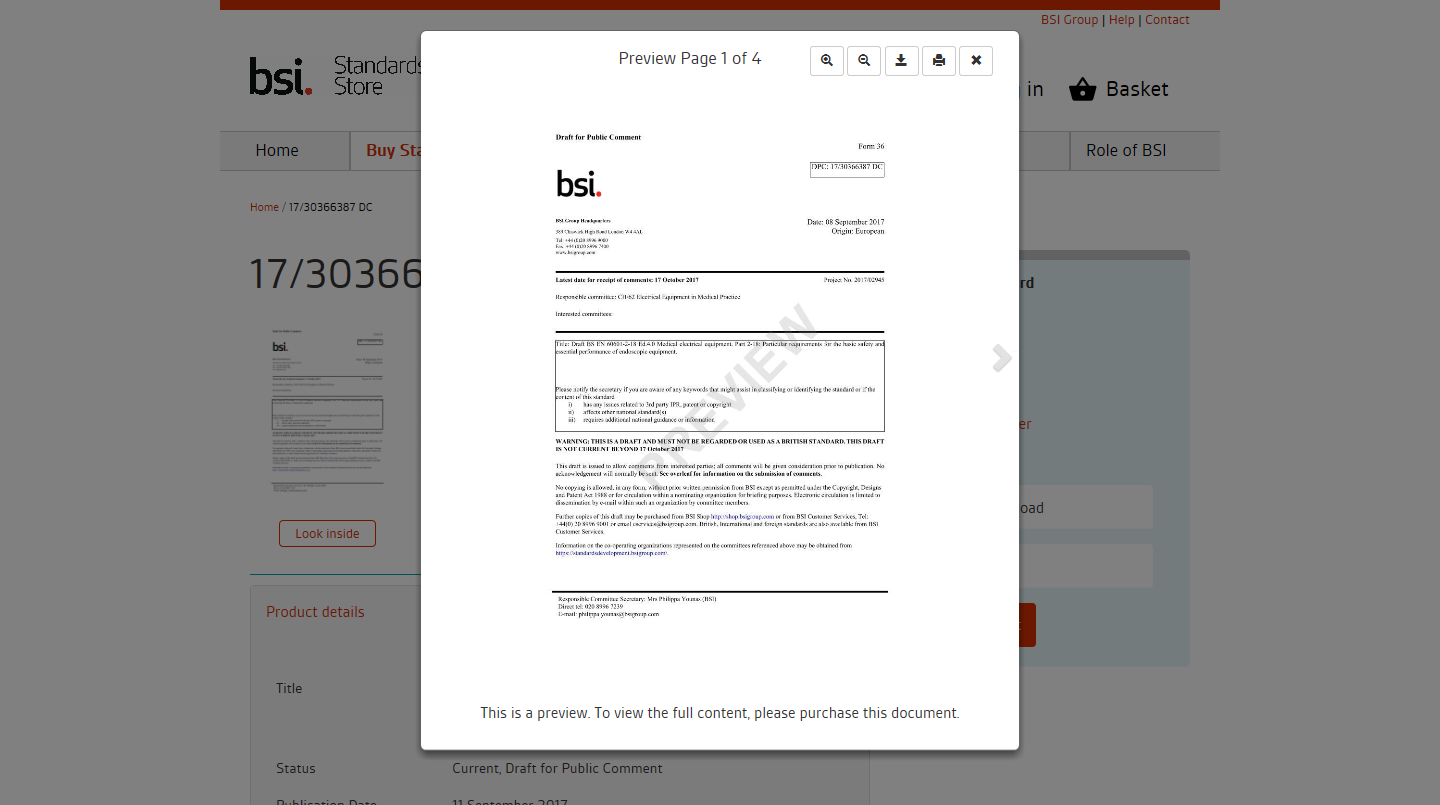 BSI Group | Help | Contact
Preview Page 1 of 4
bsi. Standards
Store
in
Basket
Home
Buy Sta
Role of BSI
Home / 17/30366387 DC
17/30366
rd
er
oad
Look inside
Draft for Public Comment
Form 36
DPC: 17/30366387 DC
bsi.
BSI Group Headquarters
389 Chiswick High Road London W4 4AL
Tel: +44 (0)20 8996 9000
Fax: +44 (0)20 8996 7400
www.bsigroup.com
Date: 08 September 2017
Origin: European
Latest date for receipt of comments: 17 October 2017
Project No. 2017/02945
Responsible committee: CH/62 Electrical Equipment in Medical Practice
Interested committees:
Title: Draft BS EN 60601-2-18 Ed.4.0 Medical electrical equipment. Part 2-18: Particular requirements for the basic safety and
essential performance of endoscopic equipment.
Please notify the secretary if you are aware of any keywords that might assist in classifying or identifying the standard or if the
content of this standard
i) has any issues related to 3rd party IPR, patent or copyright
ii) affects other national standard(s)
iii) requires additional national guidance or information
WARNING: THIS IS A DRAFT AND MUST NOT BE REGARDED OR USED AS A BRITISH STANDARD. THIS DRAFT
IS NOT CURRENT BEYOND 17 October 2017
This draft is issued to allow comments from interested parties; all comments will be given consideration prior to publication. No
acknowledgement will normally be sent. See overleaf for information on the submission of comments.
No copying is allowed, in any form, without prior written permission from BSI except as permitted under the Copyright, Designs
and Patent Act 1988 or for circulation within a nominating organization for briefing purposes. Electronic circulation is limited to
dissemination by e-mail within such an organization by committee members.
Further copies of this draft may be purchased from BSI Shop http://shop.bsigroup.com or from BSI Customer Services, Tel:
+44(0) 20 8996 9001 or email cservices@bsigroup.com. British, International and foreign standards are also available from BSI
Customer Services.
Information on the co-operating organizations represented on the committees referenced above may be obtained from
https://standardsdevelopment.bsigroup.com/.
Responsible Committee Secretary: Mrs Philippa Younas (BSI)
Direct tel: 020 8996 7239
E-mail: philippa.younas@bsigroup.com
PREVIEW
This is a preview. To view the full content, please purchase this document.
Product details
Title
Status
Current, Draft for Public Comment
Publication Date
11 September 2017